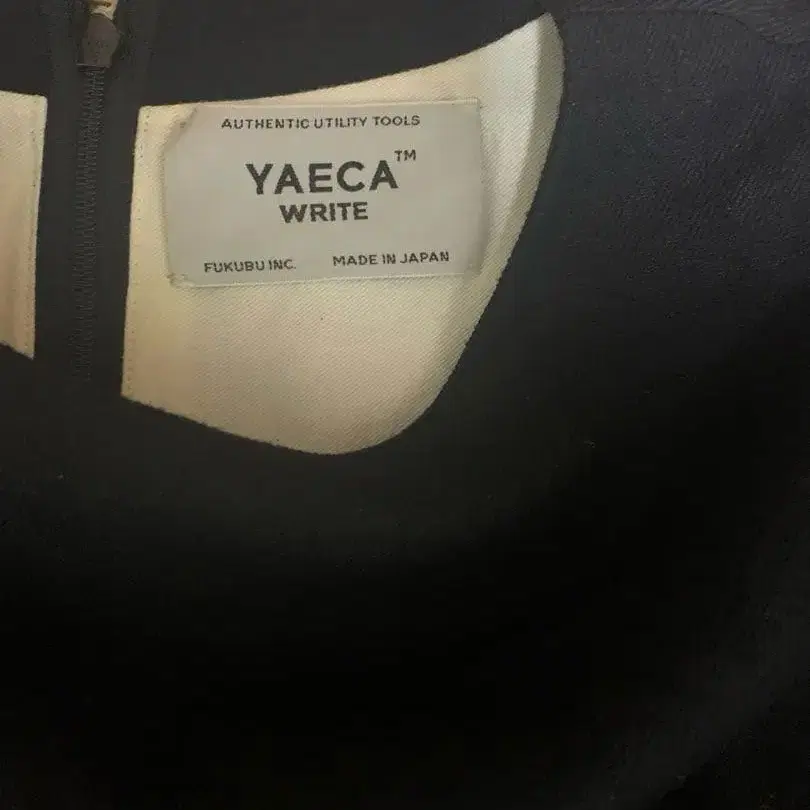 AUTHENTIC UTILITY TOOLS
YAECA™
WRITE
FUKUBU INC. MADE IN JAPAN